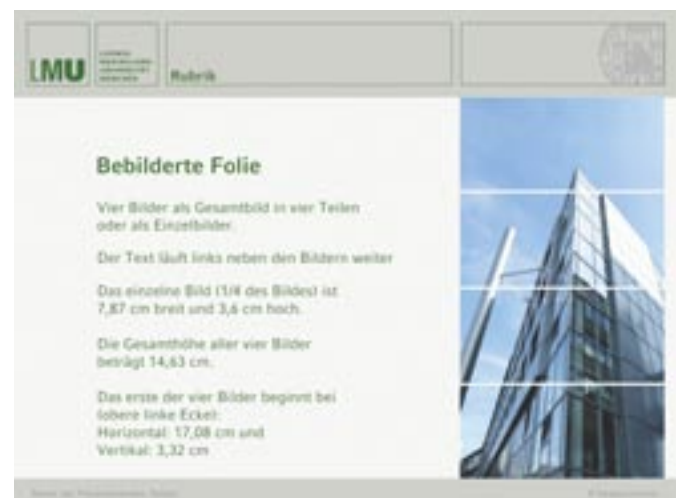 LMU
Rubrik
Bebilderte Folie
Vier Bilder als Gesamtbild in vier Teilen
oder als Einzelbilder.
Der Text läuft links neben den Bildern weiter
Das einzelne Bild (1/4 des Bildes) ist
7,87 cm breit und 3,6 cm hoch.
Die Gesamthöhe aller vier Bilder
beträgt 14,63 cm.
Das erste der vier Bilder beginnt bei
(obere linke Ecke):
Horizontal: 17,08 cm und
Vertikal: 3,32 cm